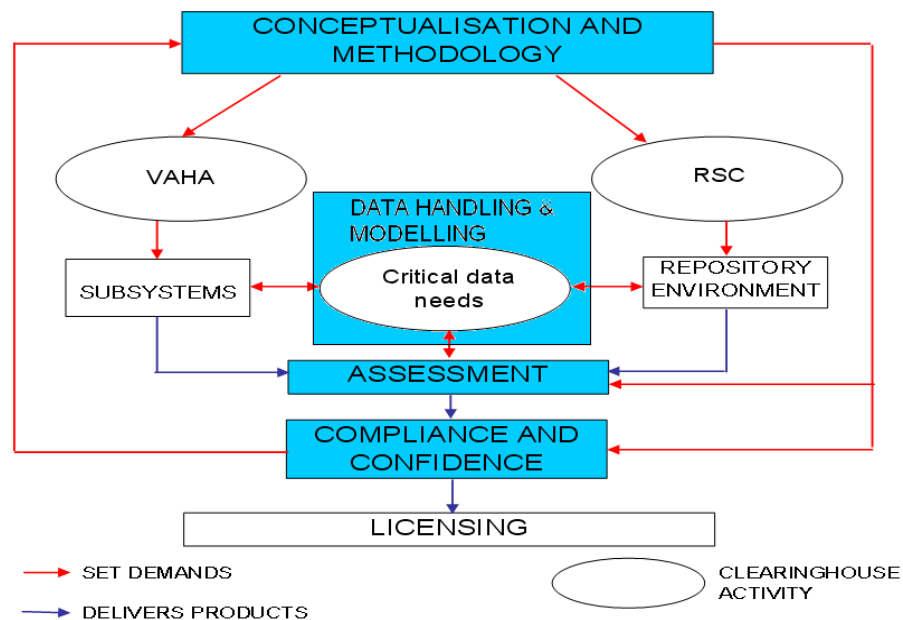 CONCEPTUALISATION AND
METHODOLOGY
VAHA
RSC
DATA HANDLING &
MODELLING
Critical data
needs
SUBSYSTEMS
REPOSITORY
ENVIRONMENT
ASSESSMENT
COMPLIANCE AND
CONFIDENCE
LICENSING
SET DEMANDS
DELIVERS PRODUCTS
CLEARINGHOUSE
ACTIVITY